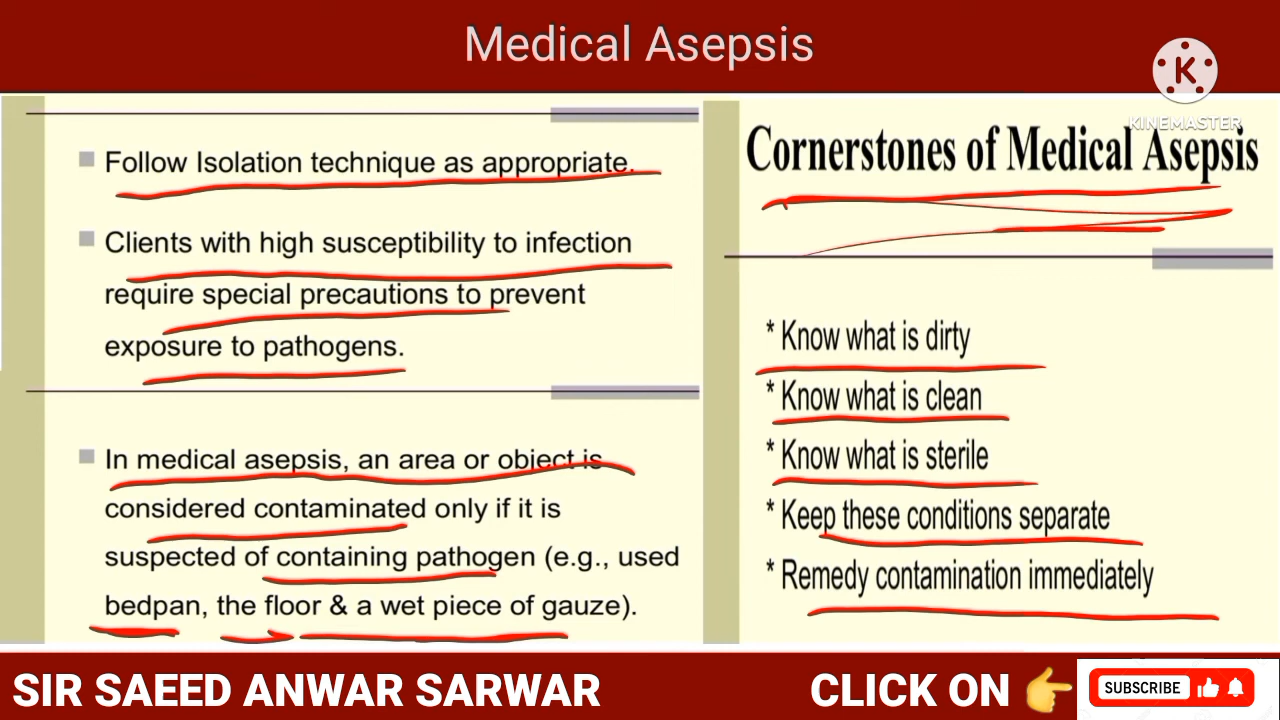 Medical Asepsis
KINEMASTER
Follow Isolation technique as appropriate.
Clients with high susceptibility to infection
require special precautions to prevent
exposure to pathogens.
In medical asepsis, an area or object is
considered contaminated only if it is
suspected of containing pathogen (e.g., used
bedpan, the floor & a wet piece of gauze).
Cornerstones of Medical Asepsis
* Know what is dirty
* Know what is clean
* Know what is sterile
* Keep these conditions separate
* Remedy contamination immediately
SIR SAEED ANWAR SARWAR
CLICK ON
SUBSCRIBE